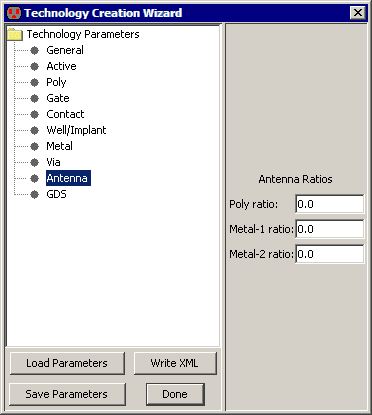 Technology Creation Wizard
Technology Parameters
General
Active
Poly
Gate
Contact
Well/Implant
Metal
Via
Antenna
GDS
Load Parameters
Write XML
Save Parameters
Done
Antenna Ratios
Poly ratio: 0.0
Metal-1 ratio: 0.0
Metal-2 ratio: 0.0